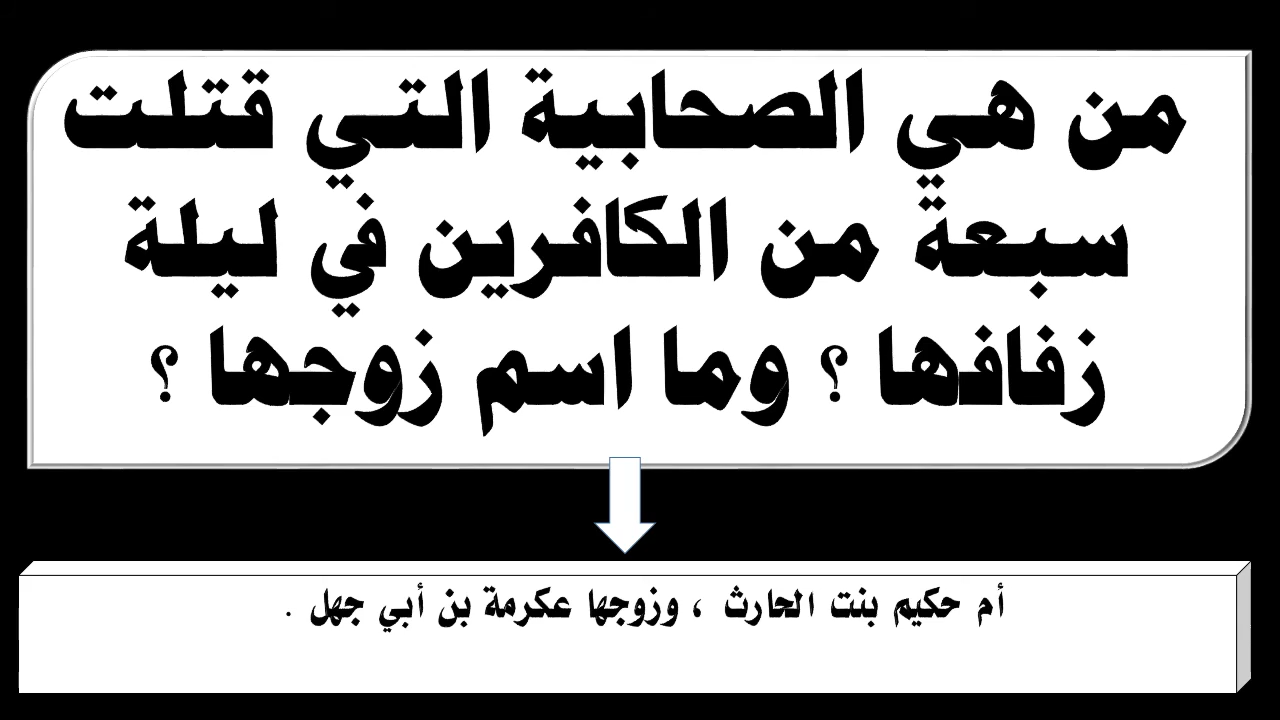 من هي الصحابية التي قتلت
سبعة من الكافرين في ليلة
زفافها ؟ وما اسم زوجها ؟
أم حكيم بنت الحارث ، وزوجها عكرمة بن أبي جهل .